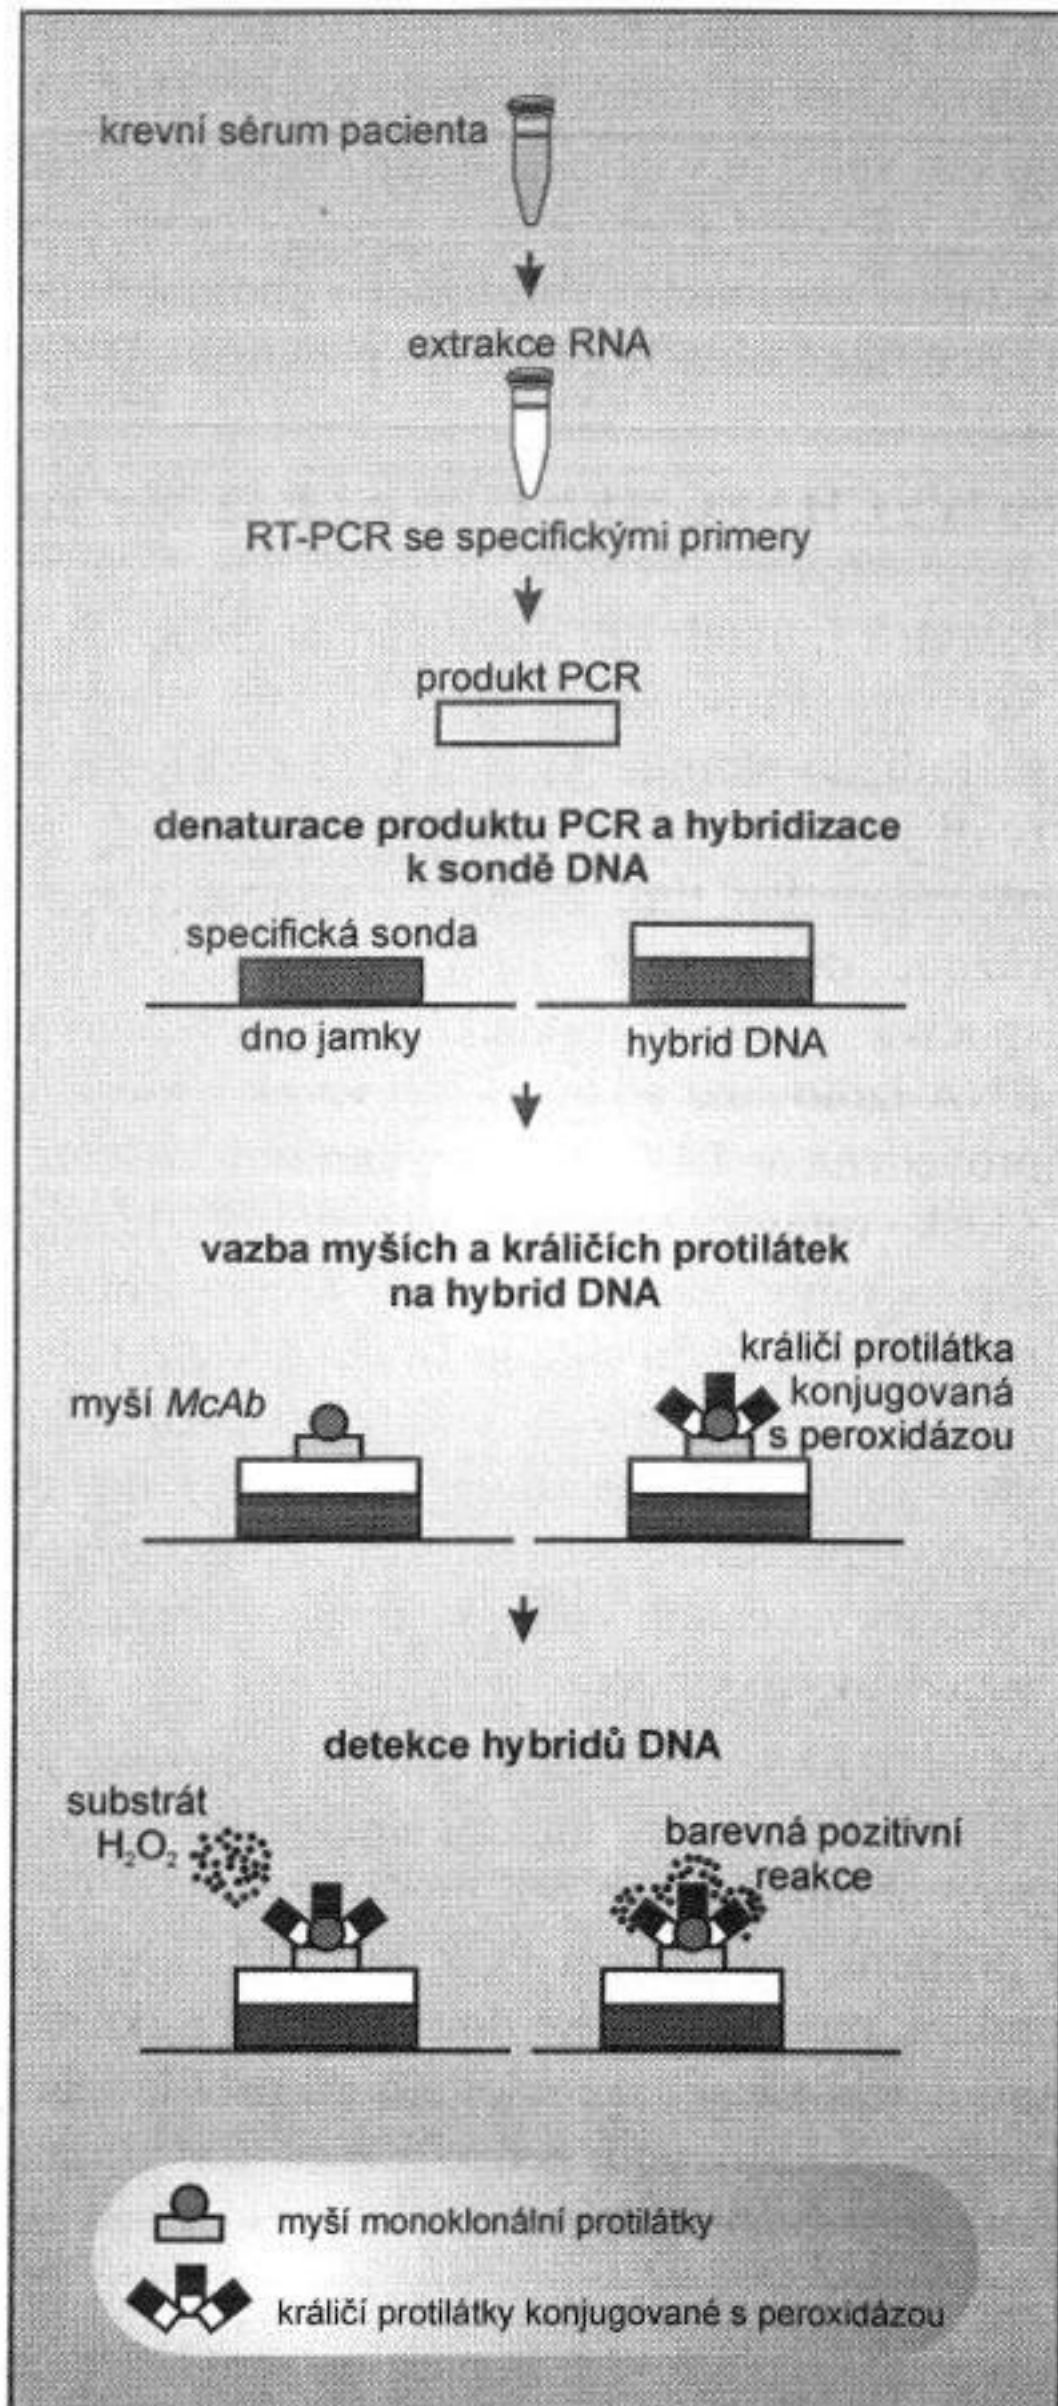 krevní sérum pacienta
extrakce RNA
RT-PCR se specifickými primery
produkt PCR
denaturace produktu PCR a hybridizace
k sondě DNA
specifická sonda
dno jamky
hybrid DNA
vazba myších a králičích protilátek
na hybrid DNA
myší McAb
králičí protilátka
konjugovaná
s peroxidázou
detekce hybridů DNA
substrát
H₂O₂
barevná pozitivní
reakce
myší monoklonální protilátky
králičí protilátky konjugované s peroxidázou